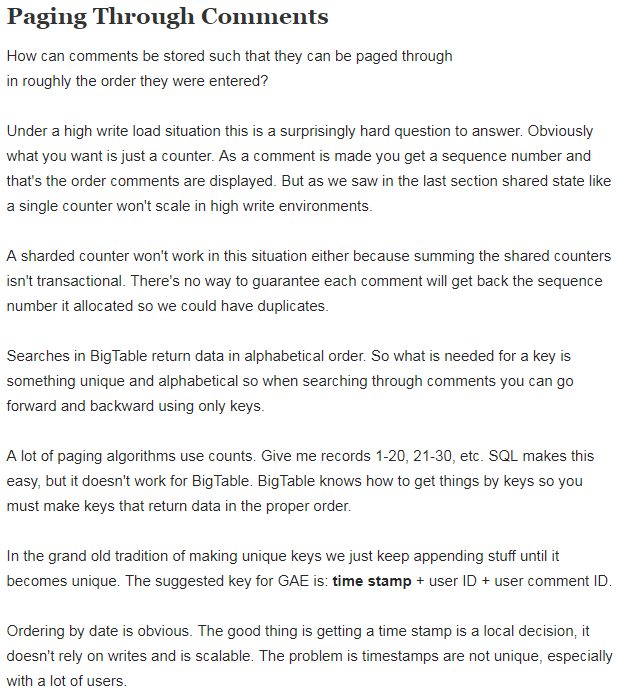 Paging Through Comments
How can comments be stored such that they can be paged through
in roughly the order they were entered?
Under a high write load situation this is a surprisingly hard question to answer. Obviously
what you want is just a counter. As a comment is made you get a sequence number and
that's the order comments are displayed. But as we saw in the last section shared state like
a single counter won't scale in high write environments.
A sharded counter won't work in this situation either because summing the shared counters
isn't transactional. There's no way to guarantee each comment will get back the sequence
number it allocated so we could have duplicates.
Searches in BigTable return data in alphabetical order. So what is needed for a key is
something unique and alphabetical so when searching through comments you can go
forward and backward using only keys.
A lot of paging algorithms use counts. Give me records 1-20, 21-30, etc. SQL makes this
easy, but it doesn't work for BigTable. BigTable knows how to get things by keys so you
must make keys that return data in the proper order.
In the grand old tradition of making unique keys we just keep appending stuff until it
becomes unique. The suggested key for GAE is: time stamp + user ID + user comment ID.
Ordering by date is obvious. The good thing is getting a time stamp is a local decision, it
doesn't rely on writes and is scalable. The problem is timestamps are not unique, especially
with a lot of users.